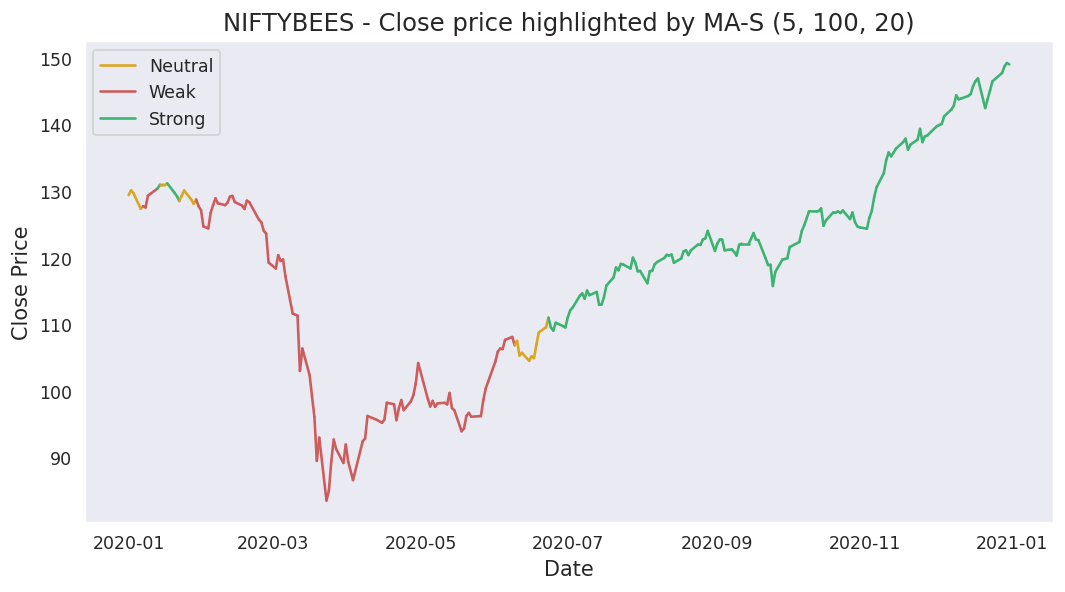 NIFTYBEES - Close price highlighted by MA-S (5, 100, 20)
Neutral
Weak
Strong
Close Price
150
140
130
120
110
100
90
2020-01 2020-03 2020-05 2020-07 2020-09 2020-11 2021-01
Date